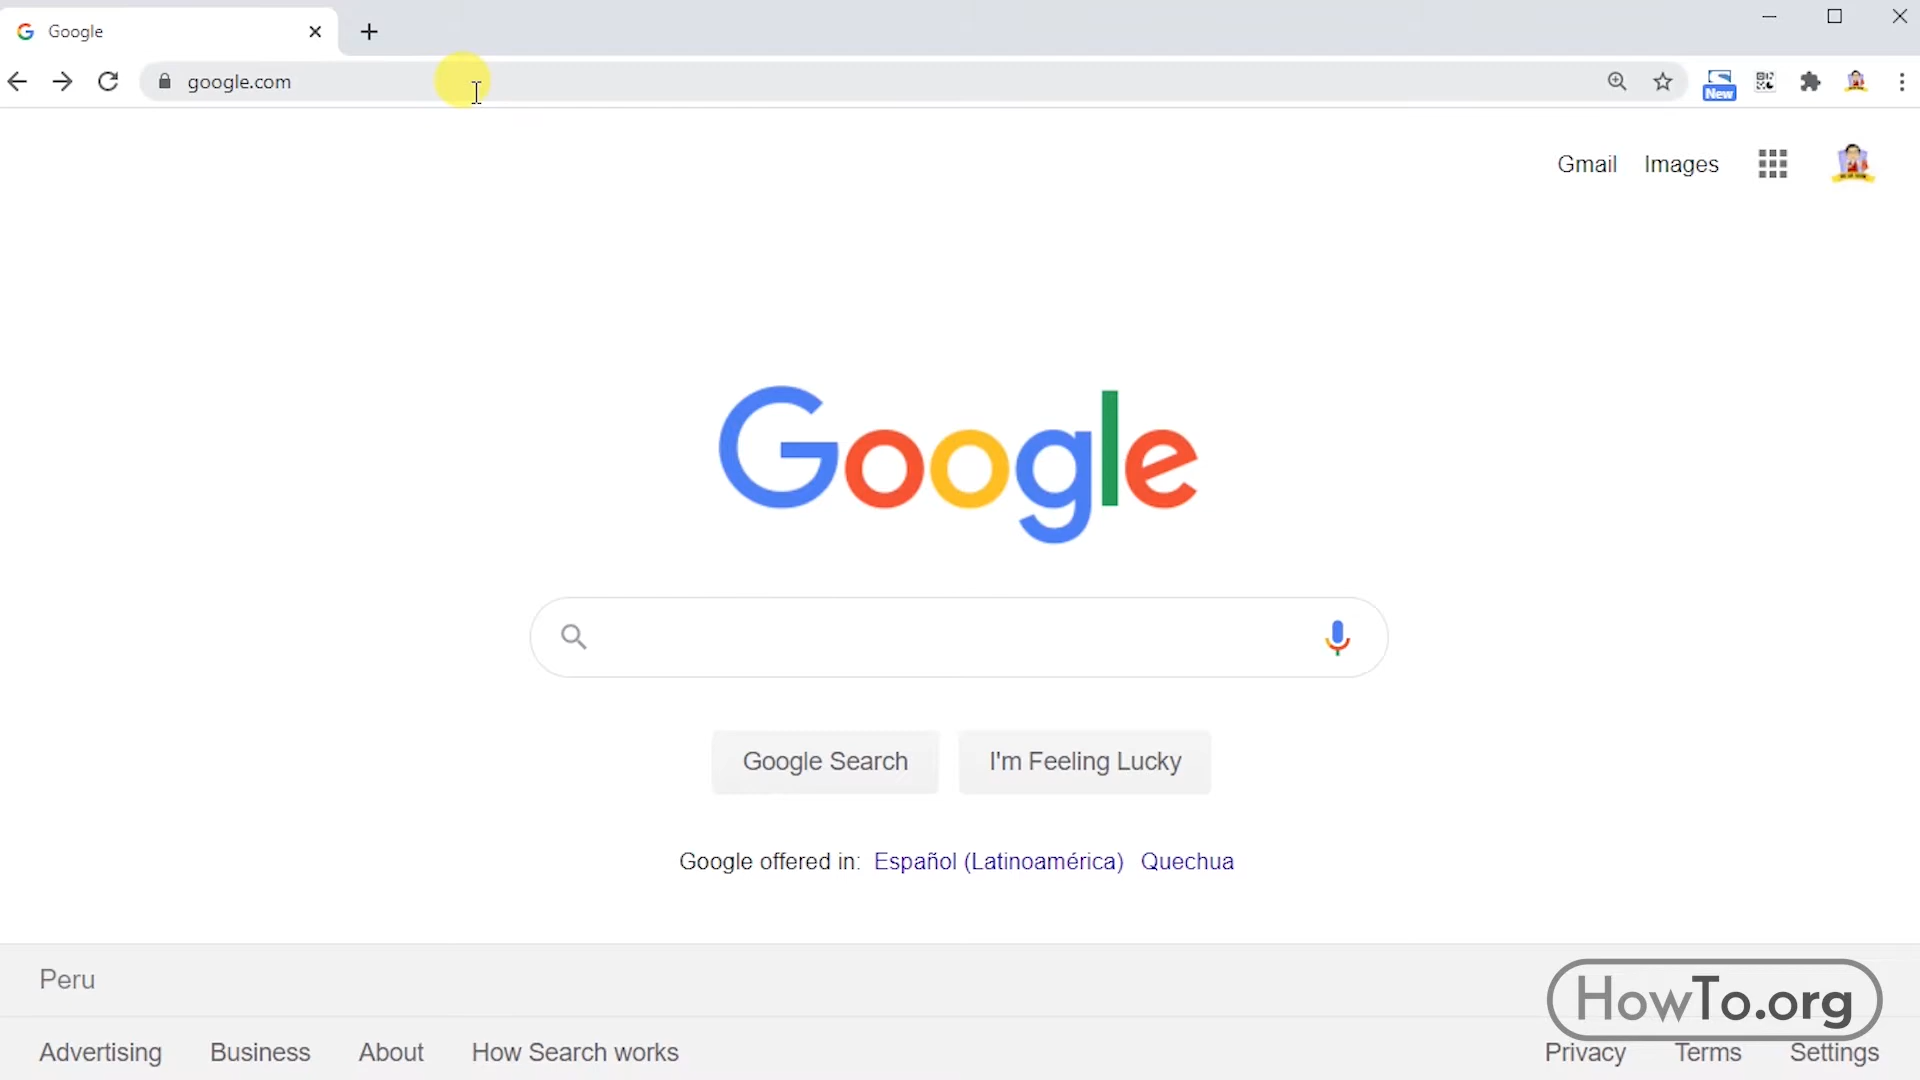 Google
google.com
New
Gmail Images
Google
Google Search I'm Feeling Lucky
Google offered in: Español (Latinoamérica) Quechua
Peru
HowTo.org
Advertising Business About How Search works Privacy Terms Settings